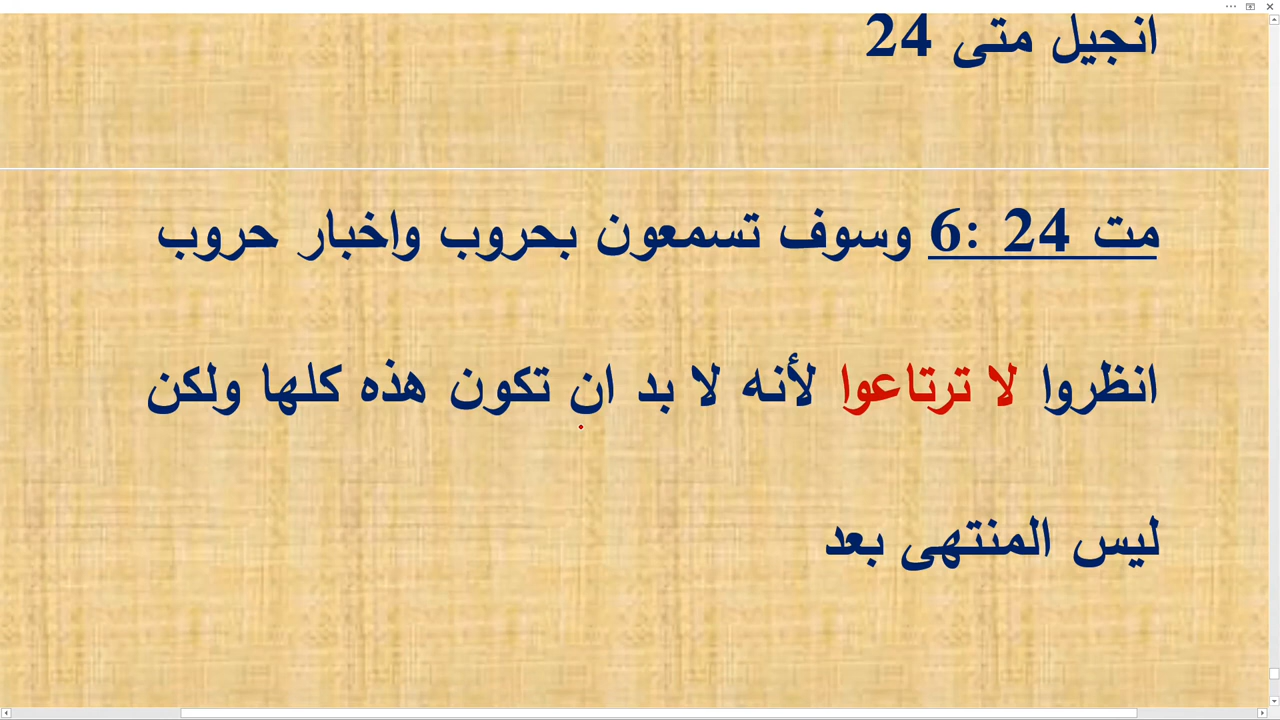 انجيل متى 24
مت 24 :6 وسوف تسمعون بحروب واخبار حروب
انظروا لا ترتاعوا لأنه لا بد ان تكون هذه كلها ولكن
ليس المنتهى بعد